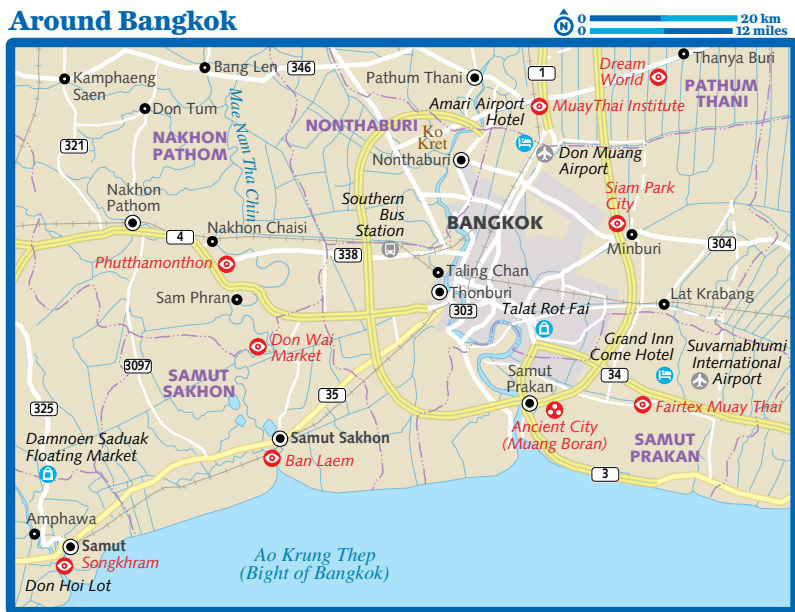 Around Bangkok
0 20 km
0 12 miles
N
Kamphaeng
Saen
Bang Len
346
Pathum Thani
1
Dream
World
Thanya Buri
PATHUM
THANI
Don Tum
Mae Nam Tha Chin
NONTHABURI
Amari Airport
Hotel
MuayThai Institute
321
NAKHON
PATHOM
Ko
Kret
Nonthaburi
Don Muang
Airport
Nakhon
Pathom
Southern
Bus
Station
BANGKOK
Siam Park
City
4
Nakhon Chaisi
338
Minburi
304
Phutthamonthon
Taling Chan
Sam Phran
Thonburi
303
Talat Rot Fai
Lat Krabang
Don Wai
Market
Grand Inn
Come Hotel
Suvarnabhumi
International
Airport
3097
SAMUT
SAKHON
35
Samut
Prakan
34
325
Fairtex Muay Thai
Damnoen Saduak
Floating Market
Samut Sakhon
Ancient City
(Muang Boran)
SAMUT
PRAKAN
Ban Laem
3
Amphawa
Samut
Songkhram
Don Hoi Lot
Ao Krung Thep
(Bight of Bangkok)